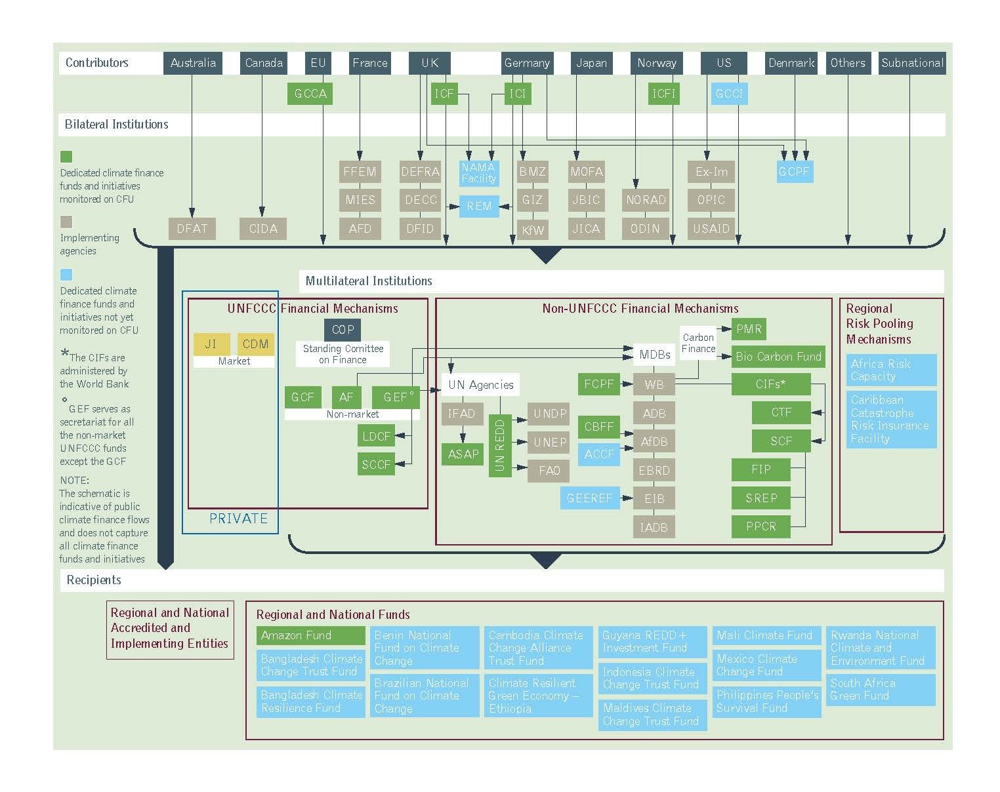 Contributors
Australia
Canada
EU
France
UK
Germany
Japan
Norway
US
Denmark
Others
Subnational
GCCA
ICF
ICI
ICFI
GCCI
Bilateral Institutions
Dedicated climate finance
funds and initiatives
monitored on CFU
Implementing
agencies
Dedicated climate
finance funds and
initiatives not yet
monitored on CFU
*The CIFs are
administered by
the World Bank
°GEF serves as
secretariat for all
the non-market
UNFCCC funds
except the GCF
NOTE:
The schematic is
indicative of public
climate finance flows
and does not capture
all climate finance
funds and initiatives
DFAT
CIDA
FFEM
MIES
AFD
DEFRA
DECC
DFID
NAMA
Facility
REM
BMZ
GIZ
KfW
MOFA
JBIC
JICA
NORAD
ODIN
Ex-Im
OPIC
USAID
GCPF
Multilateral Institutions
UNFCCC Financial Mechanisms
COP
Standing Comittee
on Finance
JI
CDM
Market
GCF
AF
GEF°
Non-market
LDCF
SCCF
PRIVATE
Non-UNFCCC Financial Mechanisms
UN Agencies
IFAD
ASAP
UN REDD
UNDP
UNEP
FAO
FCPF
CBFF
ACCF
GEEREF
MDBs
WB
ADB
AfDB
EBRD
EIB
IADB
Carbon
Finance
PMR
Bio Carbon Fund
CIFs*
CTF
SCF
FIP
SREP
PPCR
Regional
Risk Pooling
Mechanisms
Africa Risk
Capacity
Caribbean
Catastrophe
Risk Insurance
Facility
Recipients
Regional and National
Accredited and
Implementing Entities
Regional and National Funds
Amazon Fund
Bangladesh Climate
Change Trust Fund
Bangladesh Climate
Resilience Fund
Benin National
Fund on Climate
Change
Brazilian National
Fund on Climate
Change
Cambodia Climate
Change Alliance
Trust Fund
Climate Resilient
Green Economy –
Ethiopia
Guyana REDD+
Investment Fund
Indonesia Climate
Change Trust Fund
Maldives Climate
Change Trust Fund
Mali Climate Fund
Mexico Climate
Change Fund
Philippines People's
Survival Fund
Rwanda National
Climate and
Environment Fund
South Africa
Green Fund